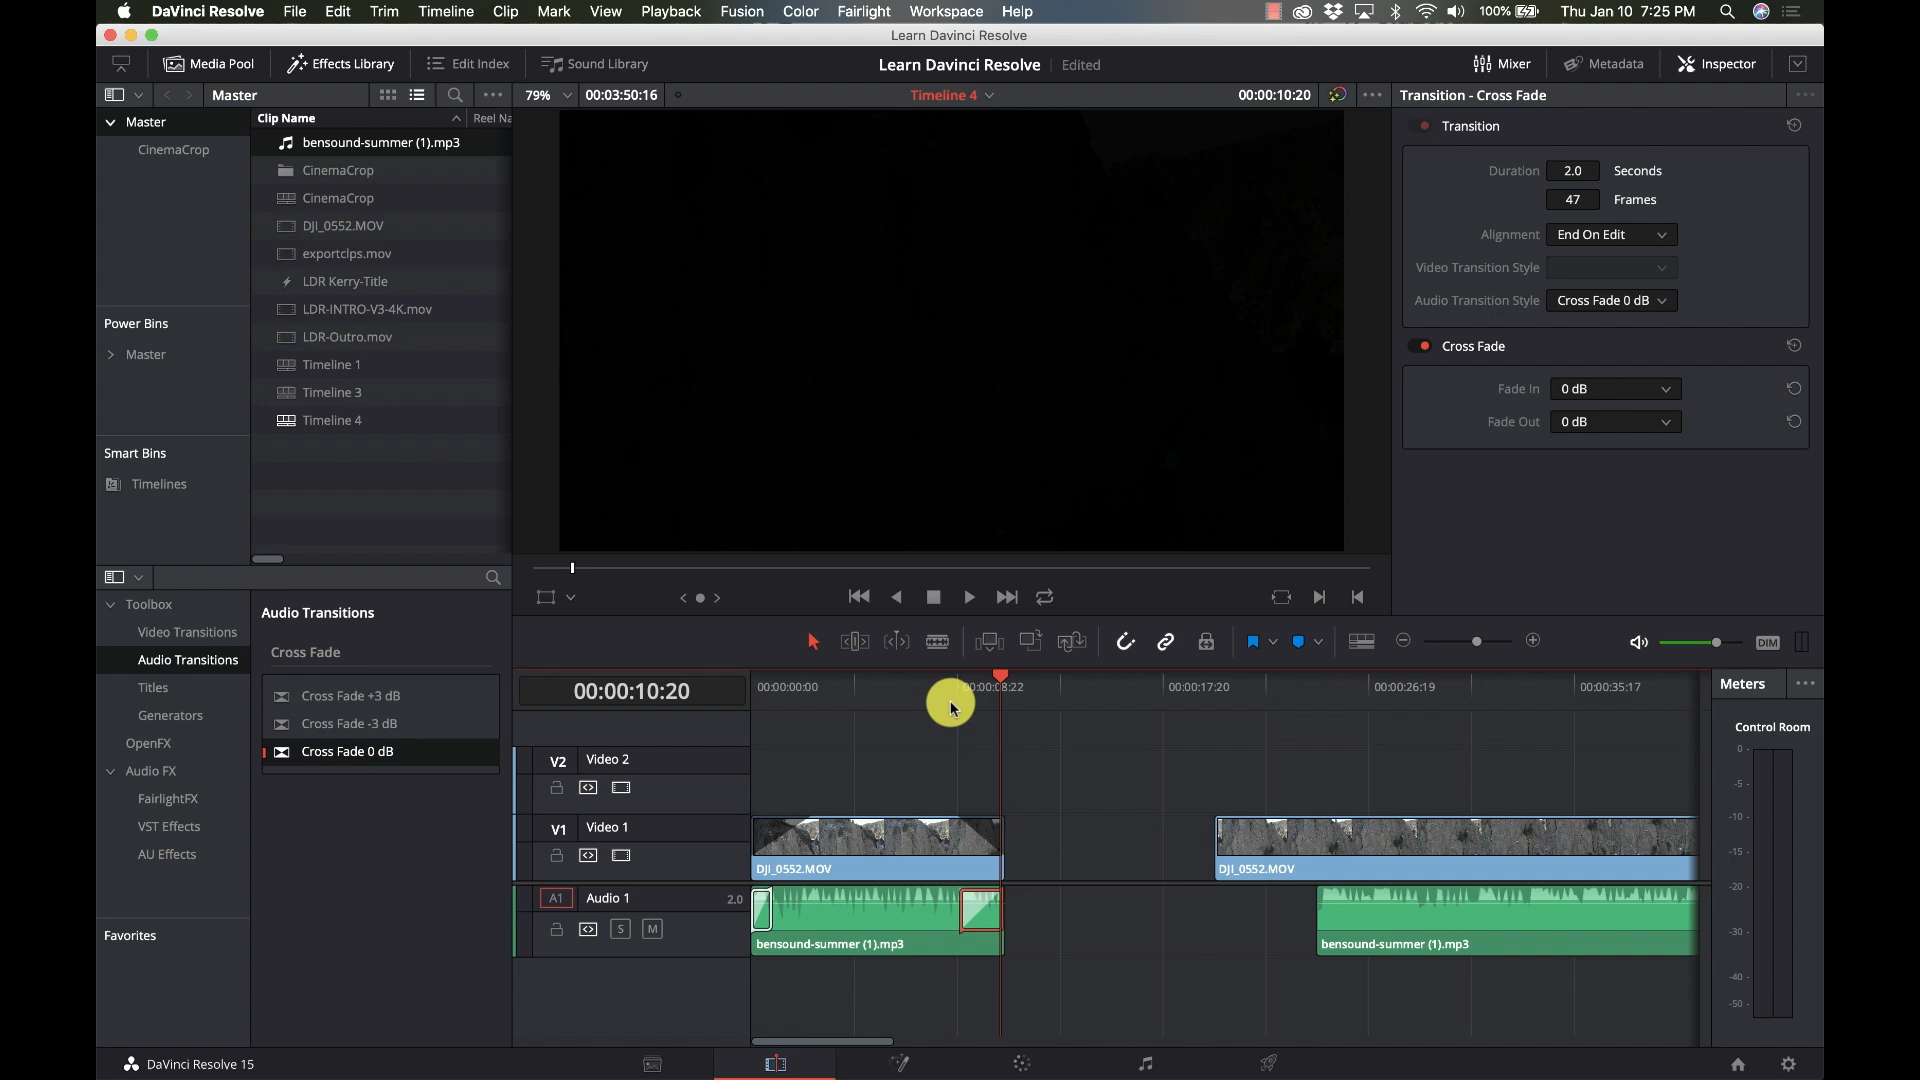 DaVinci Resolve File Edit Trim Timeline Clip Mark View Playback Fusion Color Fairlight Workspace Help 100% Thu Jan 10 7:25 PM
Learn Davinci Resolve
Media Pool Effects Library Edit Index Sound Library Learn Davinci Resolve Edited Mixer Metadata Inspector
Master 79% 00:03:50:16 Timeline 4 00:00:10:20 Transition - Cross Fade
Master
CinemaCrop
Power Bins
Master
Smart Bins
Timelines
Clip Name Reel Na
bensound-summer (1).mp3
CinemaCrop
CinemaCrop
DJI_0552.MOV
exportclps.mov
LDR Kerry-Title
LDR-INTRO-V3-4K.mov
LDR-Outro.mov
Timeline 1
Timeline 3
Timeline 4
Transition
Duration 2.0 Seconds
47 Frames
Alignment End On Edit
Video Transition Style
Audio Transition Style Cross Fade 0 dB
Cross Fade
Fade In 0 dB
Fade Out 0 dB
Toolbox
Video Transitions
Audio Transitions
Titles
Generators
OpenFX
Audio FX
FairlightFX
VST Effects
AU Effects
Favorites
Audio Transitions
Cross Fade
Cross Fade +3 dB
Cross Fade -3 dB
Cross Fade 0 dB
DIM
00:00:10:20 00:00:00:00 00:00:08:22 00:00:17:20 00:00:26:19 00:00:35:17
V2 Video 2
V1 Video 1
DJI_0552.MOV DJI_0552.MOV
A1 Audio 1 2.0
S M
bensound-summer (1).mp3 bensound-summer (1).mp3
Meters
Control Room
0
-5
-10
-15
-20
-30
-40
-50
DaVinci Resolve 15